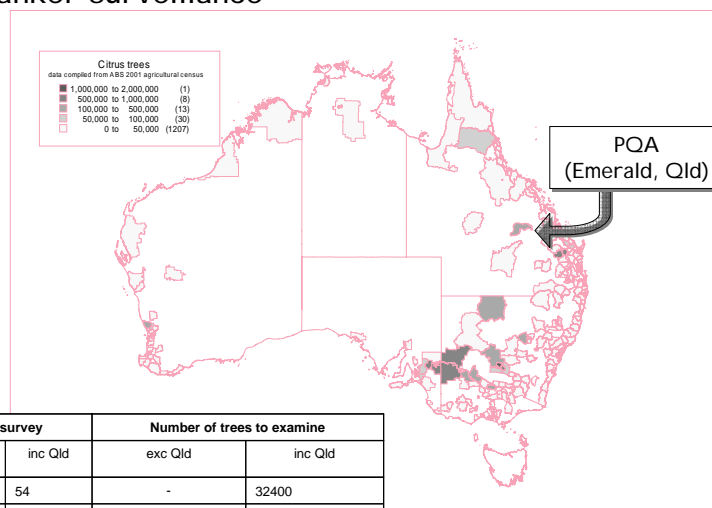 Citrus trees
data compiled from ABS 2001 agricultural census
1,000,000 to 2,000,000 (1)
500,000 to 1,000,000 (8)
100,000 to 500,000 (13)
50,000 to 100,000 (30)
0 to 50,000 (1207)
PQA
(Emerald, Qld)
survey Number of trees to examine
inc Qld exc Qld inc Qld
54 - 32400